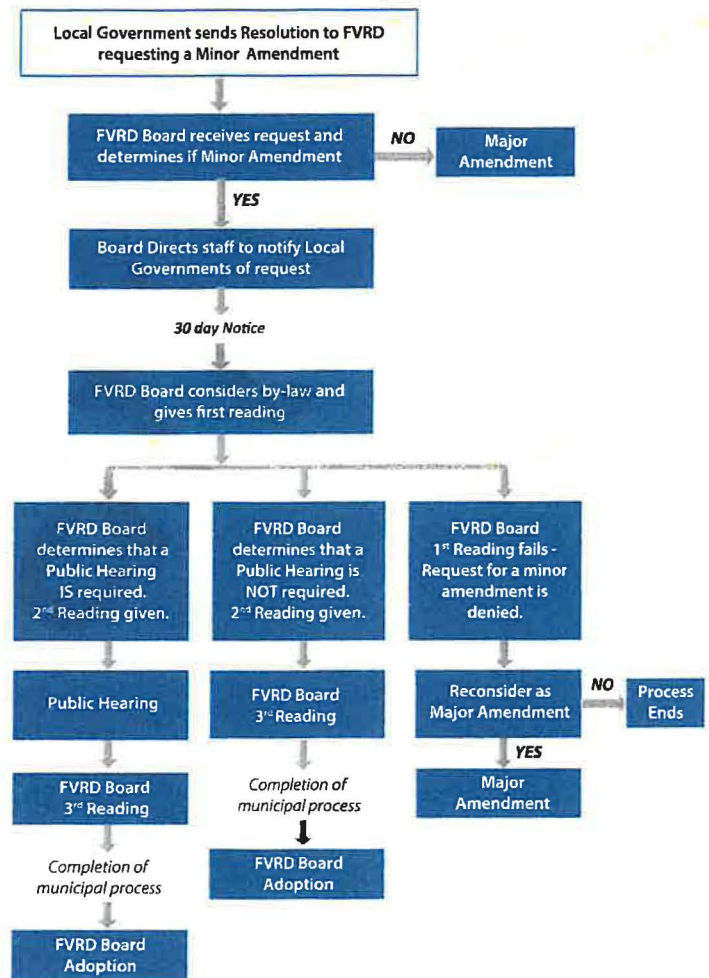 Local Government sends Resolution to FVRD
requesting a Minor Amendment
FVRD Board receives request and
determines if Minor Amendment
NO
Major
Amendment
YES
Board Directs staff to notify Local
Governments of request
30 day Notice
FVRD Board considers by-law and
gives first reading
FVRD Board
determines that a
Public Hearing
IS required.
2nd Reading given.
FVRD Board
determines that a
Public Hearing is
NOT required.
2nd Reading given.
FVRD Board
1st Reading fails -
Request for a minor
amendment is
denied.
Public Hearing
FVRD Board
3rd Reading
Reconsider as
Major Amendment
NO
Process
Ends
YES
FVRD Board
3rd Reading
Completion of
municipal process
Major
Amendment
Completion of
municipal process
FVRD Board
Adoption
FVRD Board
Adoption